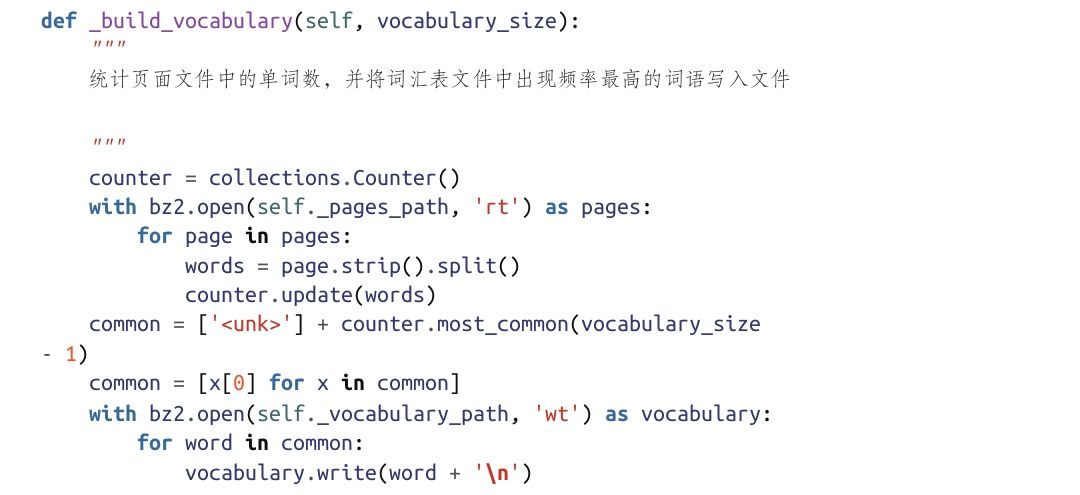 def _build_vocabulary(self, vocabulary_size):
    """
    统计页面文件中的单词数，并将词汇表文件中出现频率最高的词语写入文件
    """
    counter = collections.Counter()
    with bz2.open(self._pages_path, 'rt') as pages:
        for page in pages:
            words = page.strip().split()
            counter.update(words)
    common = ['<unk>'] + counter.most_common(vocabulary_size
- 1)
    common = [x[0] for x in common]
    with bz2.open(self._vocabulary_path, 'wt') as vocabulary:
        for word in common:
            vocabulary.write(word + '\n')